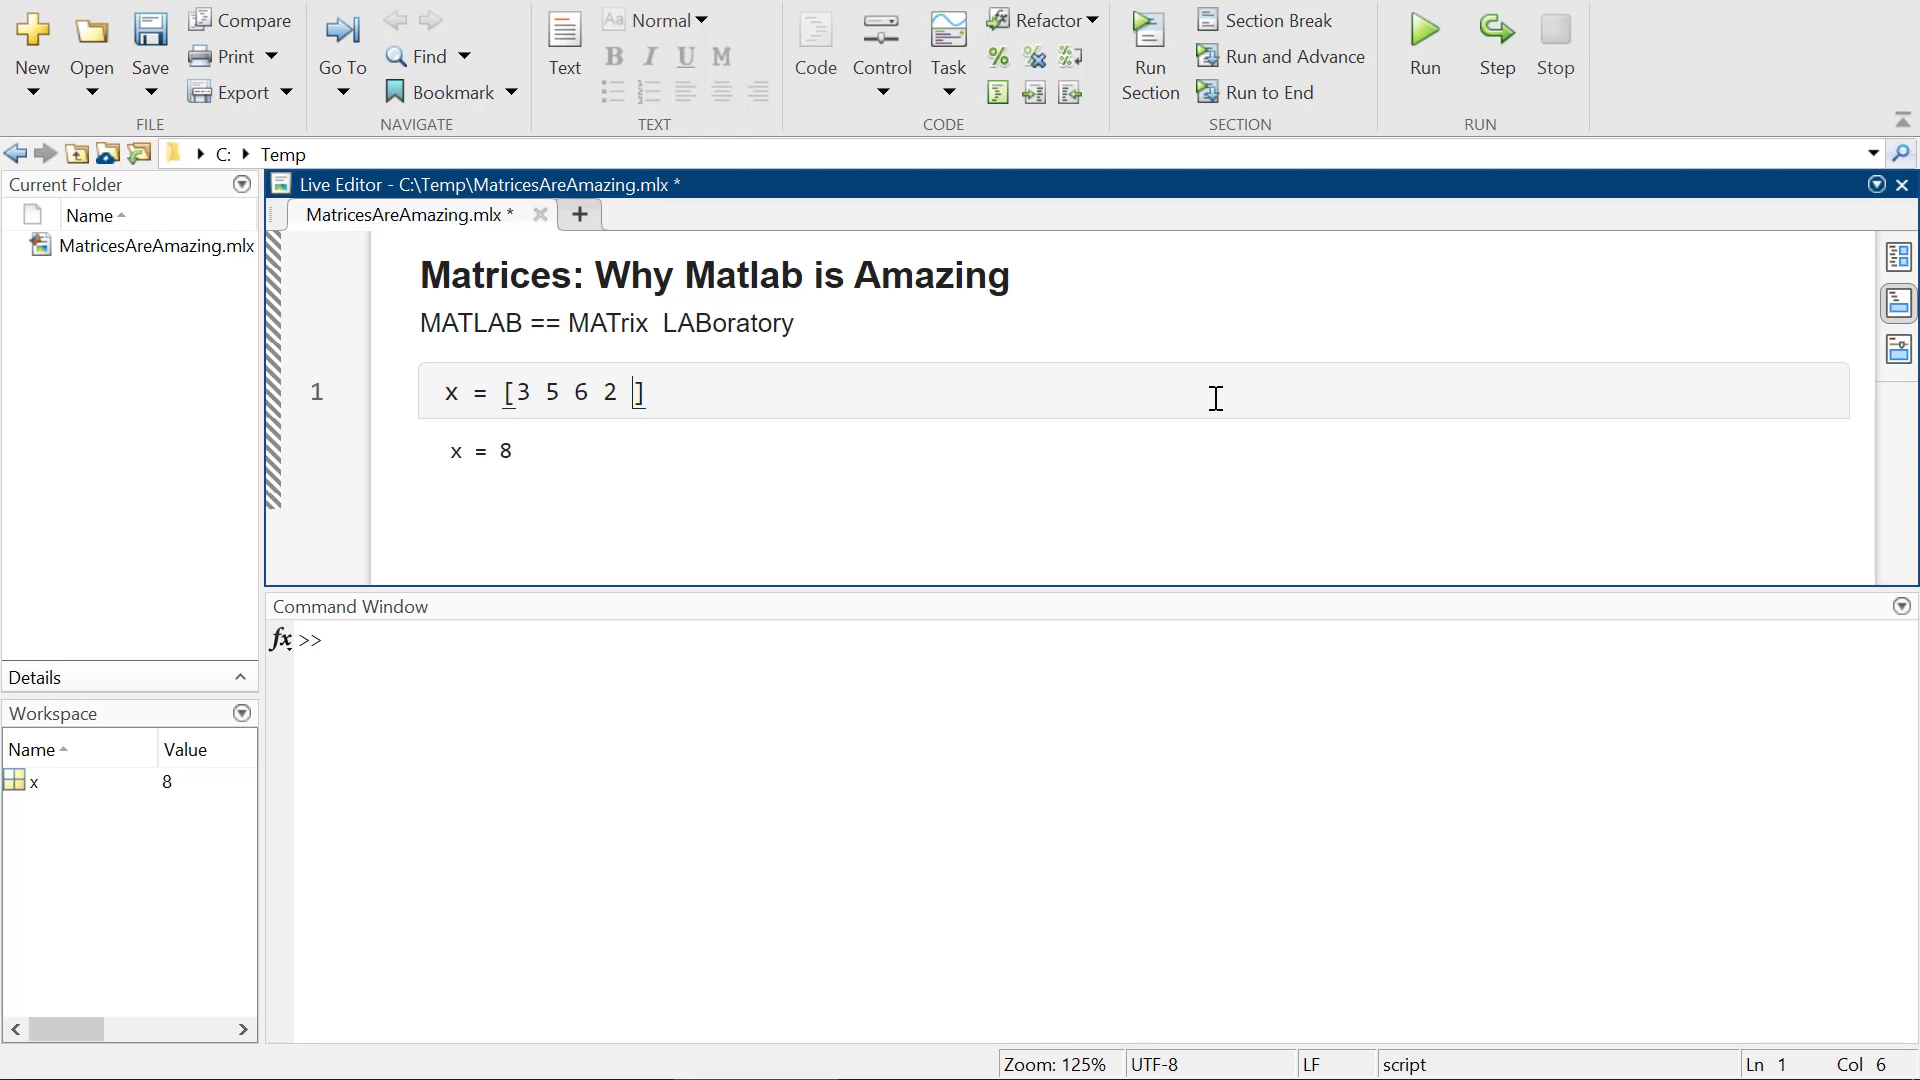 New
Open
Save
Compare
Print
Export
FILE
Go To
Find
Bookmark
NAVIGATE
Text
Aa Normal
B I U M
TEXT
Code
Control
Task
Refactor
CODE
Run
Section
Section Break
Run and Advance
Run to End
SECTION
Run
Step
Stop
RUN
C: Temp
Current Folder
Name
MatricesAreAmazing.mlx
Live Editor - C:\Temp\MatricesAreAmazing.mlx *
MatricesAreAmazing.mlx *
Matrices: Why Matlab is Amazing
MATLAB == MATrix  LABoratory
1
x = [3 5 6 2 ]
x = 8
Command Window
fx >>
Details
Workspace
Name Value
x 8
Zoom: 125% UTF-8 LF script Ln 1 Col 6